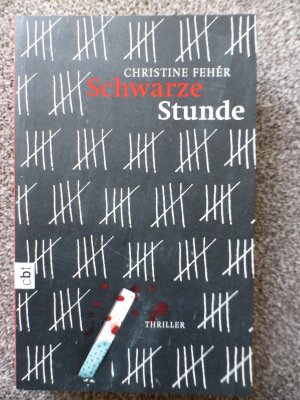 CHRISTINE FEHÉR
Schwarze
Stunde
cbt
THRILLER